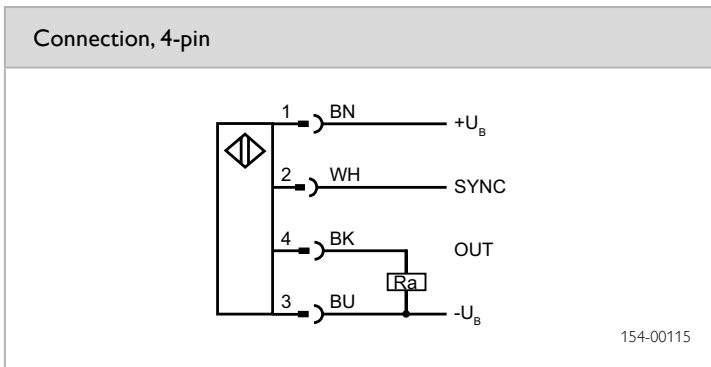 Connection, 4-pin
1 BN +U_B
2 WH SYNC
4 BK OUT
Ra
3 BU -U_B
154-00115